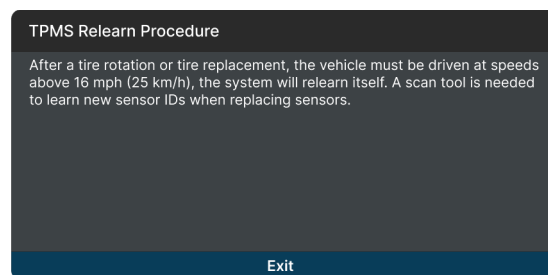 TPMS Relearn Procedure
After a tire rotation or tire replacement, the vehicle must be driven at speeds
above 16 mph (25 km/h), the system will relearn itself. A scan tool is needed
to learn new sensor IDs when replacing sensors.
Exit